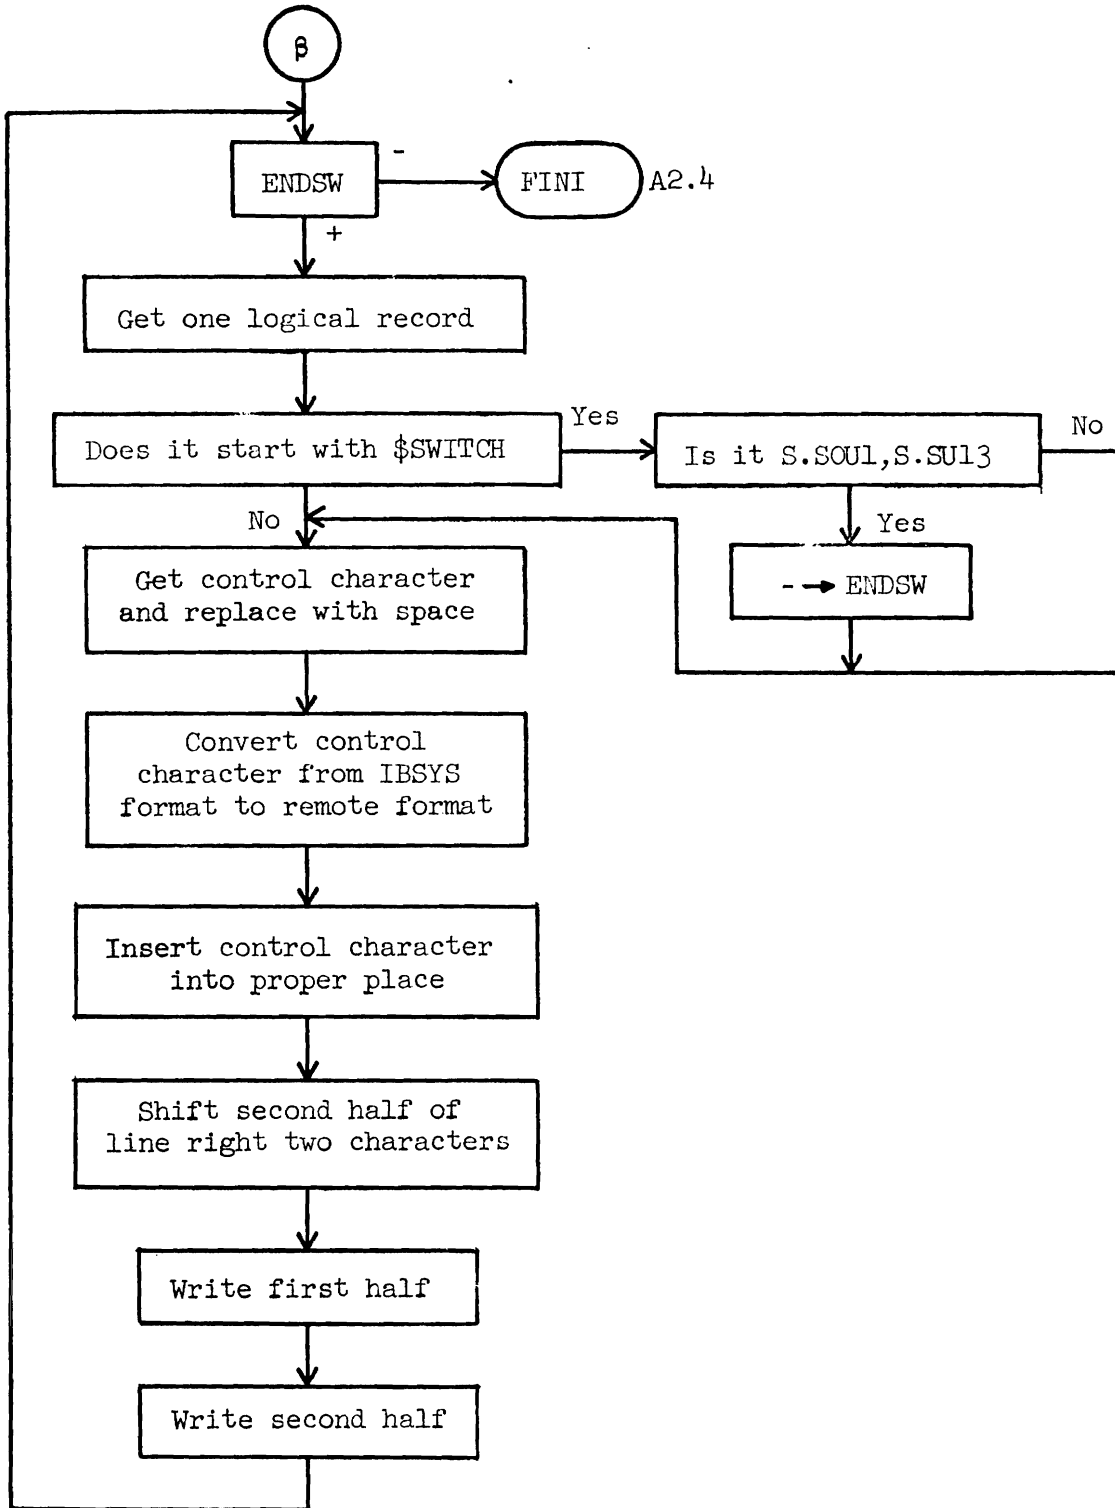 β
-
ENDSW
FINI
A2.4
+
Get one logical record
Yes
No
Does it start with $SWITCH
Is it S.SOU1,S.SU13
No
Yes
Get control character
and replace with space
- → ENDSW
Convert control
character from IBSYS
format to remote format
Insert control character
into proper place
Shift second half of
line right two characters
Write first half
Write second half